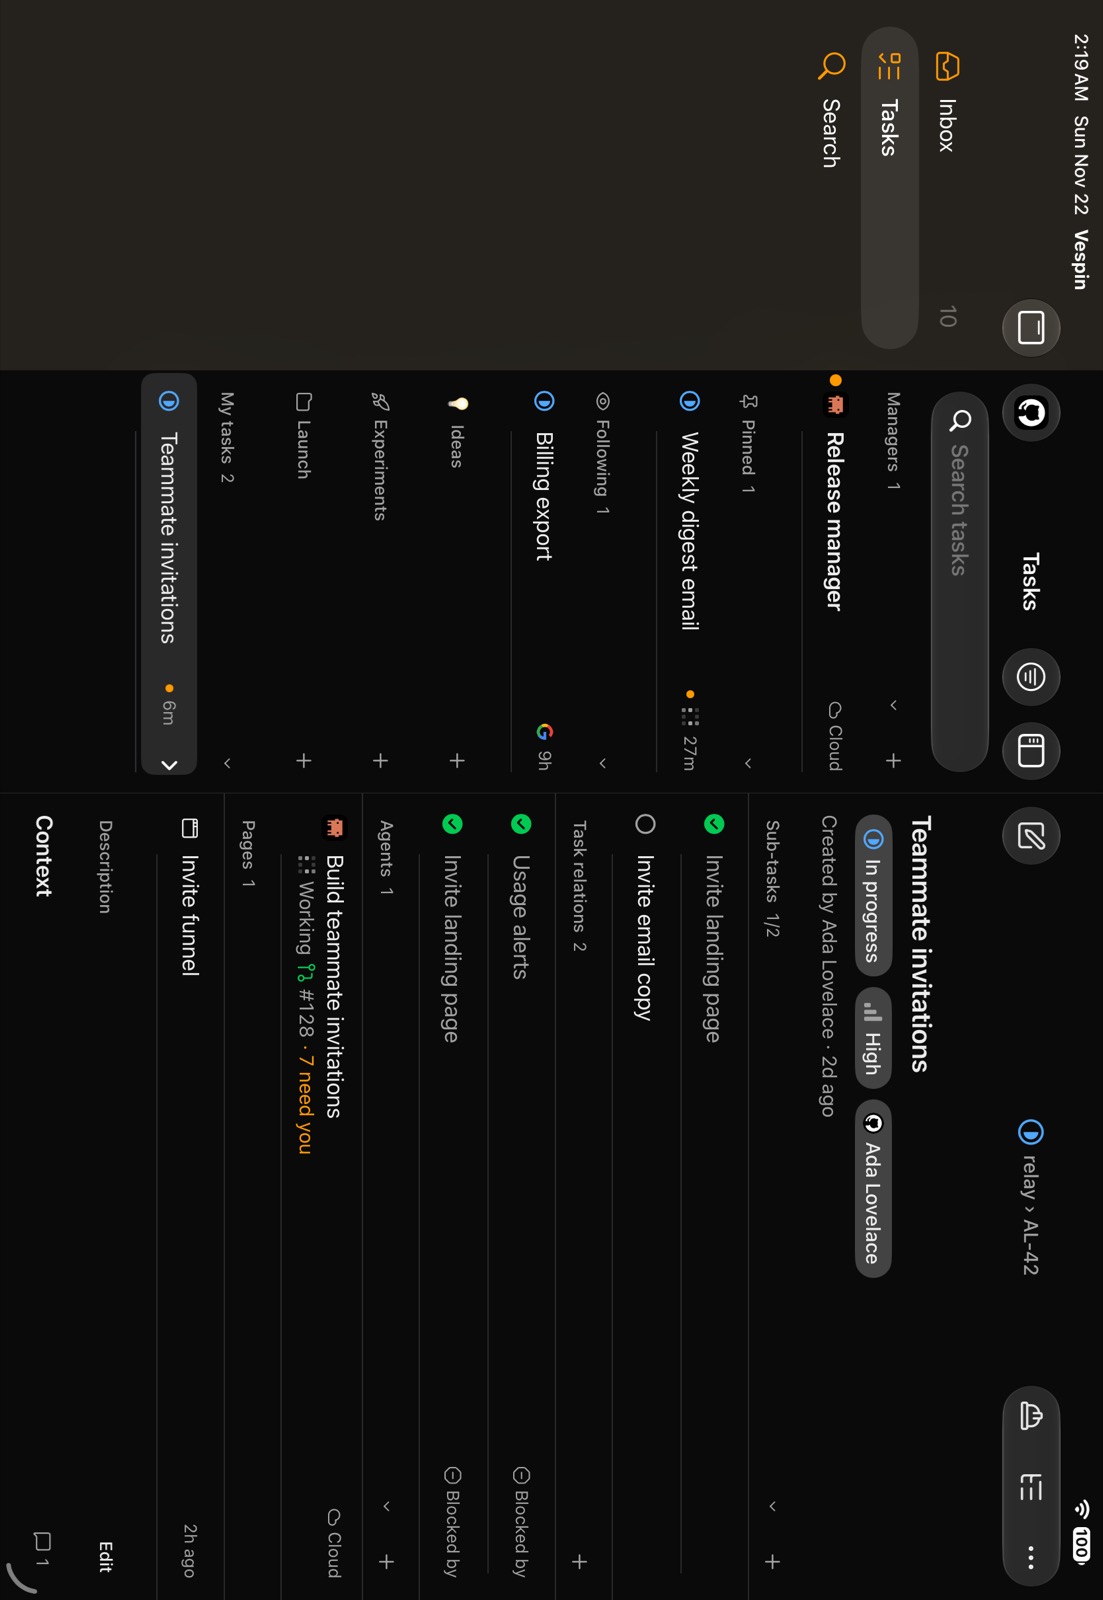 2:19 AM Sun Nov 22 Vespin
100
Inbox 10
Tasks
Search
Tasks
Search tasks
Managers 1
Release manager Cloud
Pinned 1
Weekly digest email 27m
Following 1
Billing export 9h
Ideas
Experiments
Launch
My tasks 2
Teammate invitations 6m
relay › AL-42
Teammate invitations
In progress High Ada Lovelace
Created by Ada Lovelace · 2d ago
Sub-tasks 1/2
Invite landing page
Invite email copy
Task relations 2
Usage alerts Blocked by
Invite landing page Blocked by
Agents 1
Build teammate invitations Cloud
Working #128 · 7 need you
Pages 1
Invite funnel 2h ago
Description Edit
Context 1